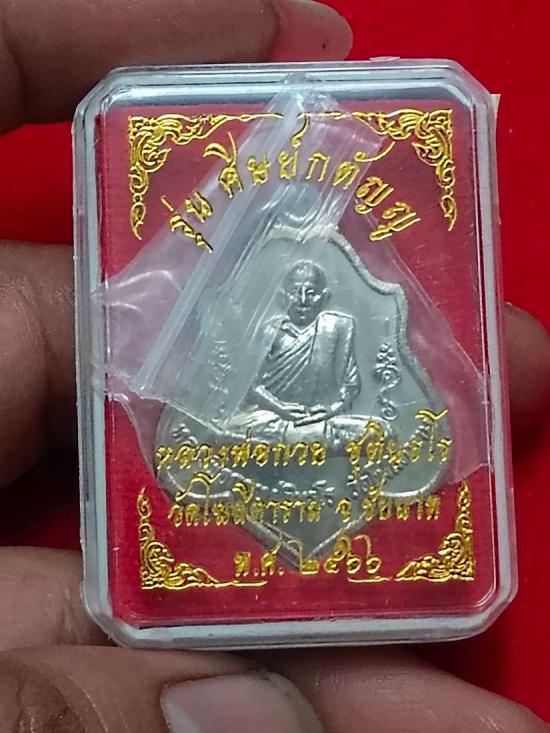 รุ่น ศิษย์กตัญญู
หลวงพ่อกวย ชุตินฺธโร
วัดโฆสิตาราม จ.ชัยนาท
พ.ศ. ๒๕๖๖